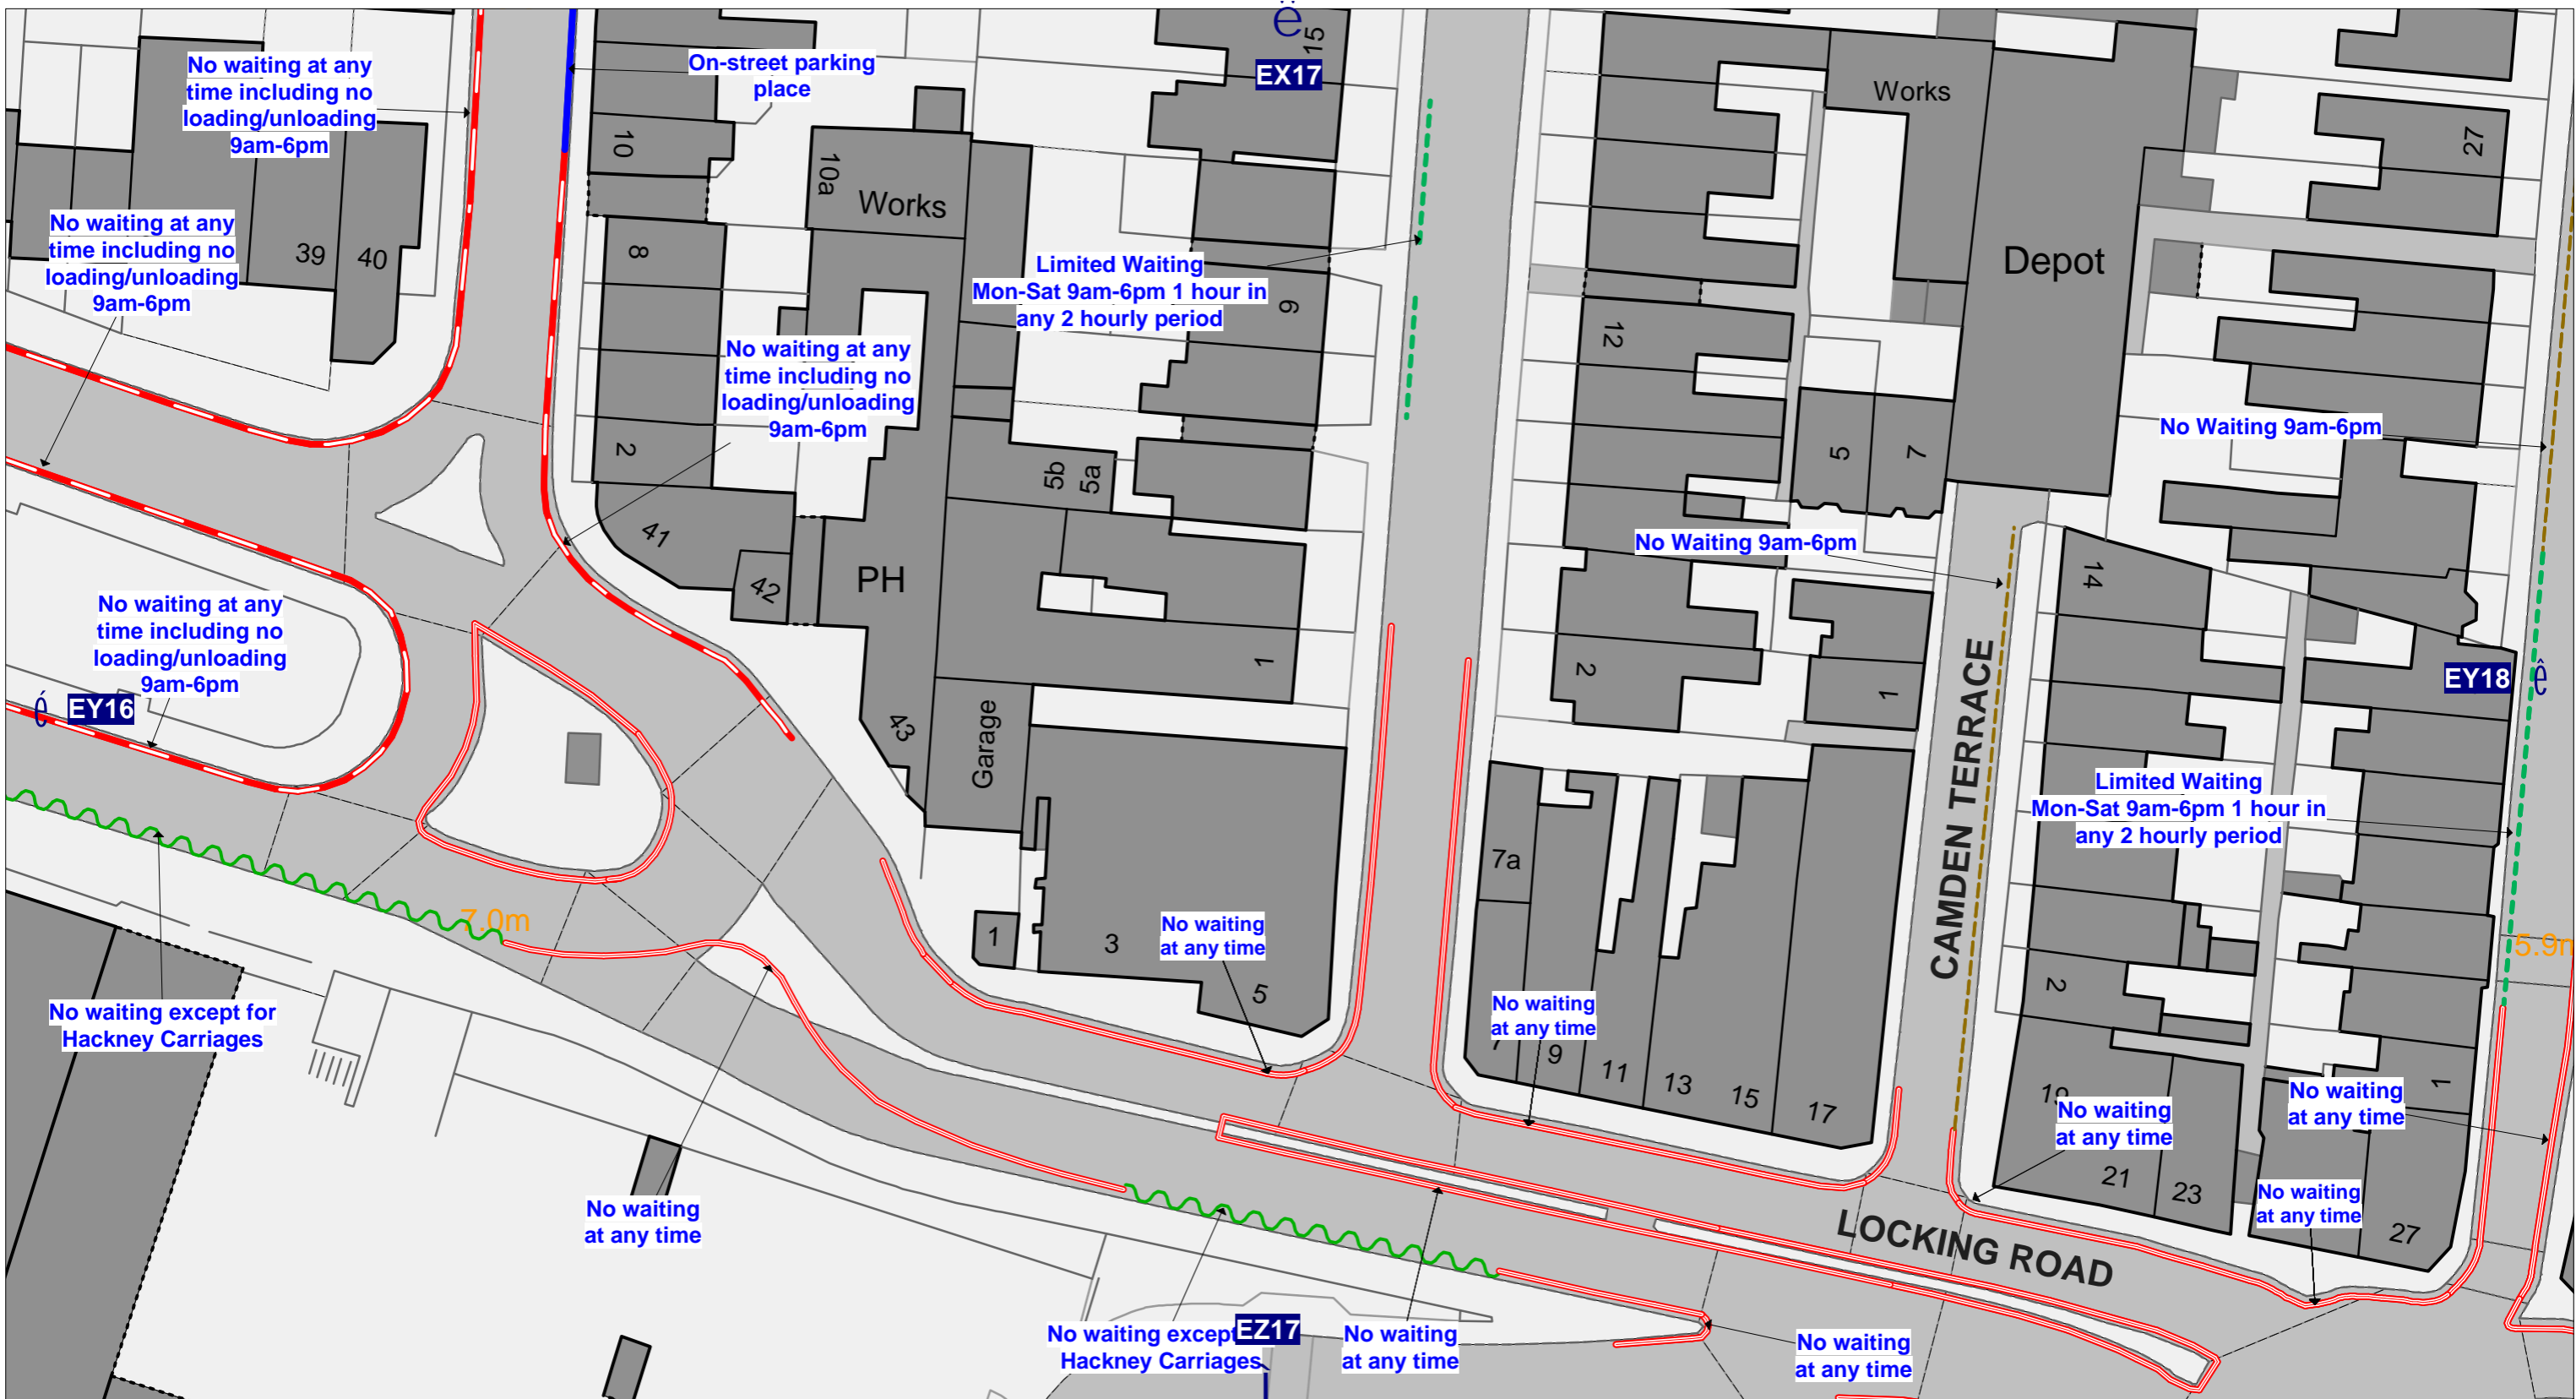 ë
15
EX17
No waiting at any
time including no
loading/unloading
9am-6pm
On-street parking
place
Works
27
10
10a
Works
No waiting at any
time including no
loading/unloading
9am-6pm
39
40
8
Limited Waiting
Mon-Sat 9am-6pm 1 hour in
any 2 hourly period
6
Depot
12
No waiting at any
time including no
loading/unloading
9am-6pm
2
5b
5a
5
7
No Waiting 9am-6pm
41
42
PH
No Waiting 9am-6pm
14
No waiting at any
time including no
loading/unloading
9am-6pm
é
EY16
1
2
1
EY18
ê
43
Garage
CAMDEN TERRACE
Limited Waiting
Mon-Sat 9am-6pm 1 hour in
any 2 hourly period
7a
7.0m
1
3
5
No waiting
at any time
5.9m
2
No waiting except for
Hackney Carriages
No waiting
at any time
7
9
11
13
15
17
19
21
23
27
1
No waiting
at any time
No waiting
at any time
No waiting
at any time
No waiting
at any time
LOCKING ROAD
No waiting except
Hackney Carriages
EZ17
No waiting
at any time
No waiting
at any time